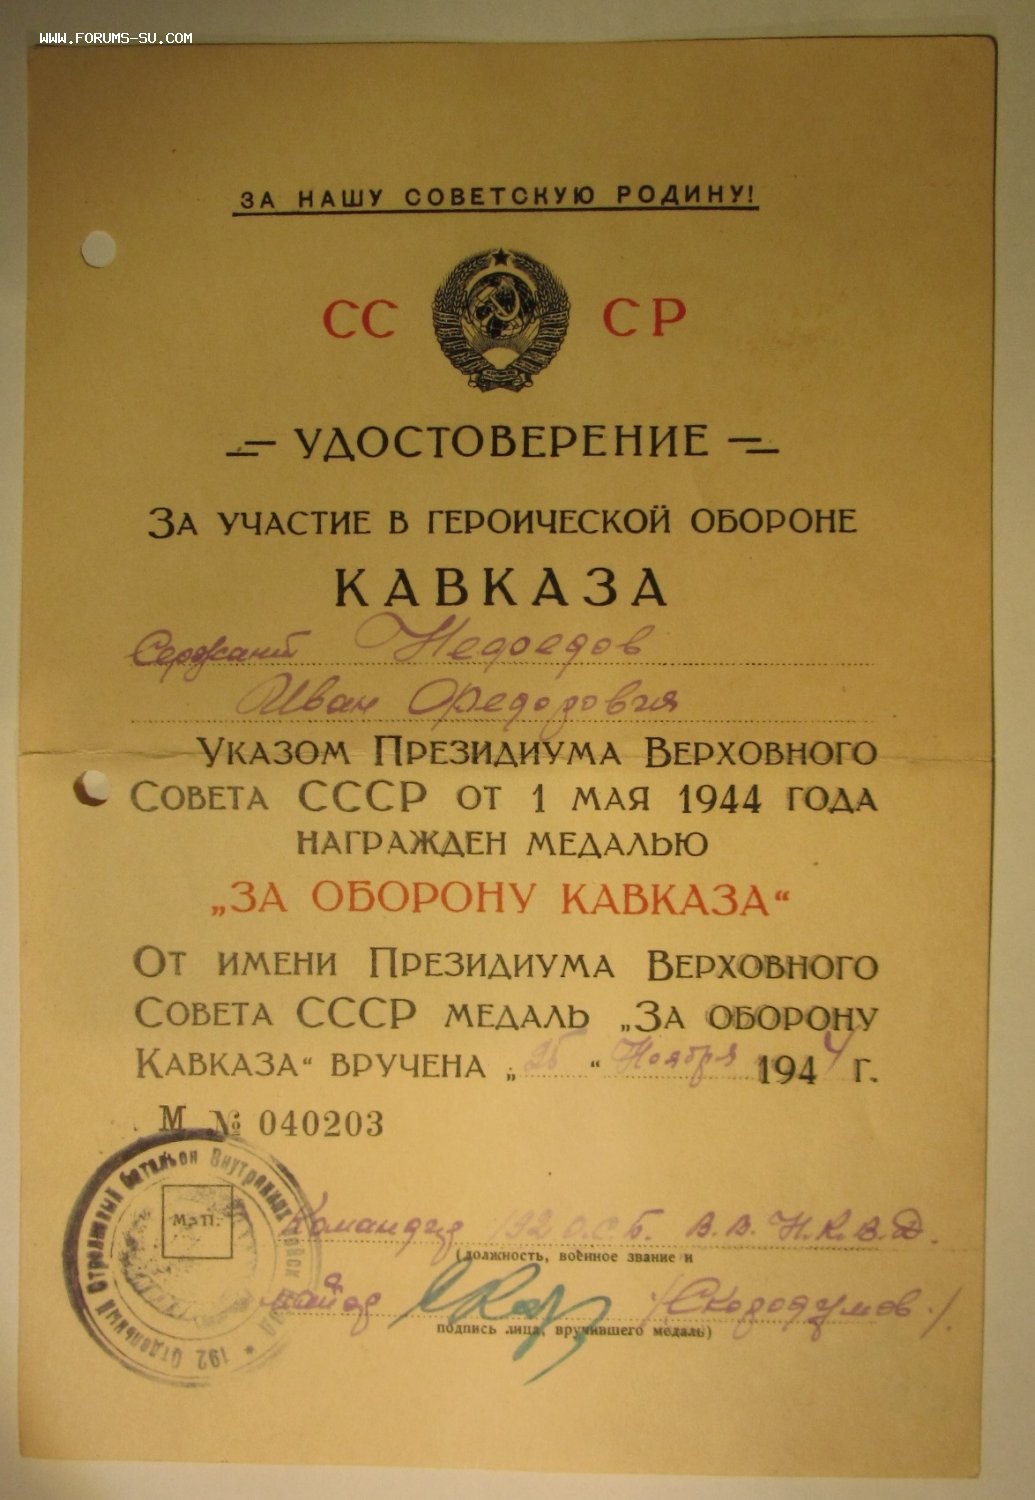 WWW.FORUMS-SU.COM
ЗА НАШУ СОВЕТСКУЮ РОДИНУ!
СС СР
УДОСТОВЕРЕНИЕ
ЗА УЧАСТИЕ В ГЕРОИЧЕСКОЙ ОБОРОНЕ
КАВКАЗА
Сержант Недоедов
Иван Федорович
УКАЗОМ ПРЕЗИДИУМА ВЕРХОВНОГО
СОВЕТА СССР ОТ 1 МАЯ 1944 ГОДА
НАГРАЖДЕН МЕДАЛЬЮ
„ЗА ОБОРОНУ КАВКАЗА“
ОТ ИМЕНИ ПРЕЗИДИУМА ВЕРХОВНОГО
СОВЕТА СССР МЕДАЛЬ „ЗА ОБОРОНУ
КАВКАЗА“ ВРУЧЕНА „25“ Ноября 1944 Г.
М № 040203
192 Отдельный Стрелковый батальон Внутренних Войск НКВД
М. П.
Командир 192 О.С.Б. В.В. Н.К.В.Д.
(должность, военное звание и
майор /Скородумов/.
подпись лица, вручившего медаль)